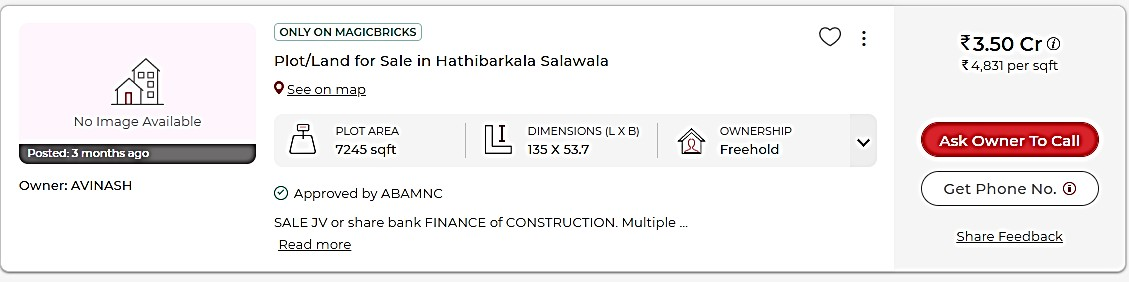 ONLY ON MAGICBRICKS
Plot/Land for Sale in Hathibarkala Salawala
See on map
No Image Available
Posted: 3 months ago
Owner: AVINASH
PLOT AREA
7245 sqft
DIMENSIONS (L X B)
135 X 53.7
OWNERSHIP
Freehold
Approved by ABAMNC
SALE JV or share bank FINANCE of CONSTRUCTION. Multiple ...
Read more
₹3.50 Cr
₹4,831 per sqft
Ask Owner To Call
Get Phone No.
Share Feedback